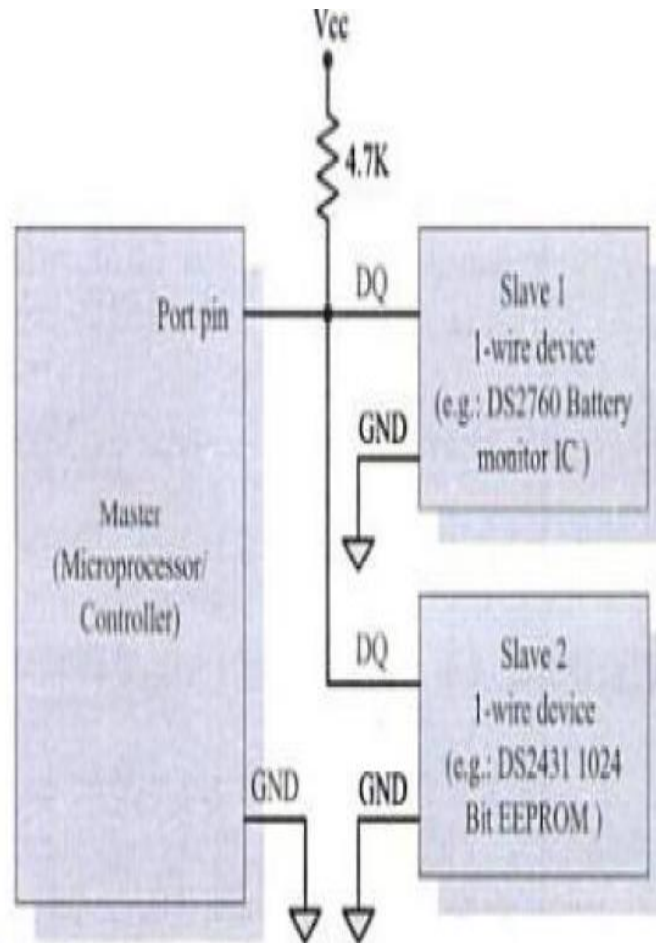 Vcc
4.7K
Port pin
DQ
Slave 1
1-wire device
(e.g.: DS2760 Battery
monitor IC )
GND
Master
(Microprocessor/
Controller)
DQ
Slave 2
1-wire device
(e.g.: DS2431 1024
Bit EEPROM )
GND
GND